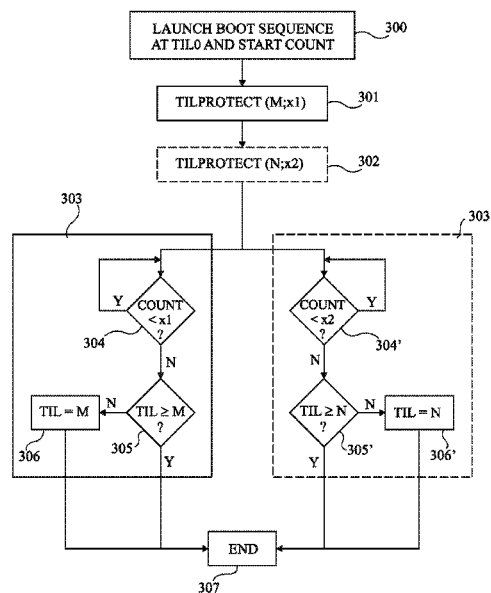 LAUNCH BOOT SEQUENCE
AT TIL0 AND START COUNT
300
TILPROTECT (M;x1)
301
TILPROTECT (N;x2)
302
303
303
Y
COUNT
< x1
?
304
N
COUNT
< x2
?
Y
304'
N
TIL = M
306
N
TIL ≥ M
?
305
Y
TIL ≥ N
?
305'
N
Y
TIL = N
306'
END
307